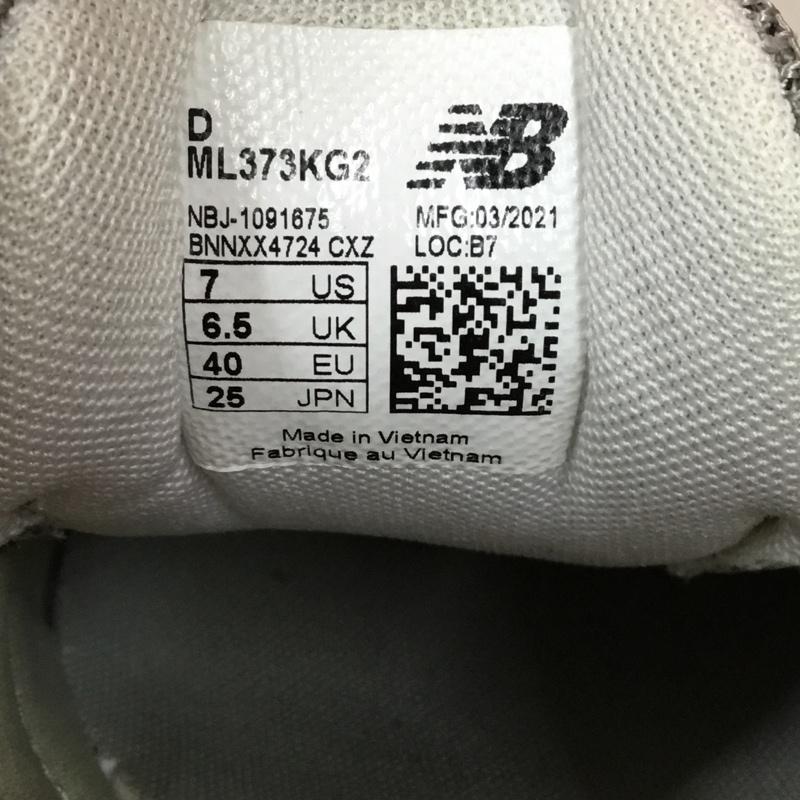 D
ML373KG2
NB
NBJ-1091675 MFG:03/2021
BNNXX4724 CXZ LOC:B7
7 US
6.5 UK
40 EU
25 JPN
Made in Vietnam
Fabrique au Vietnam